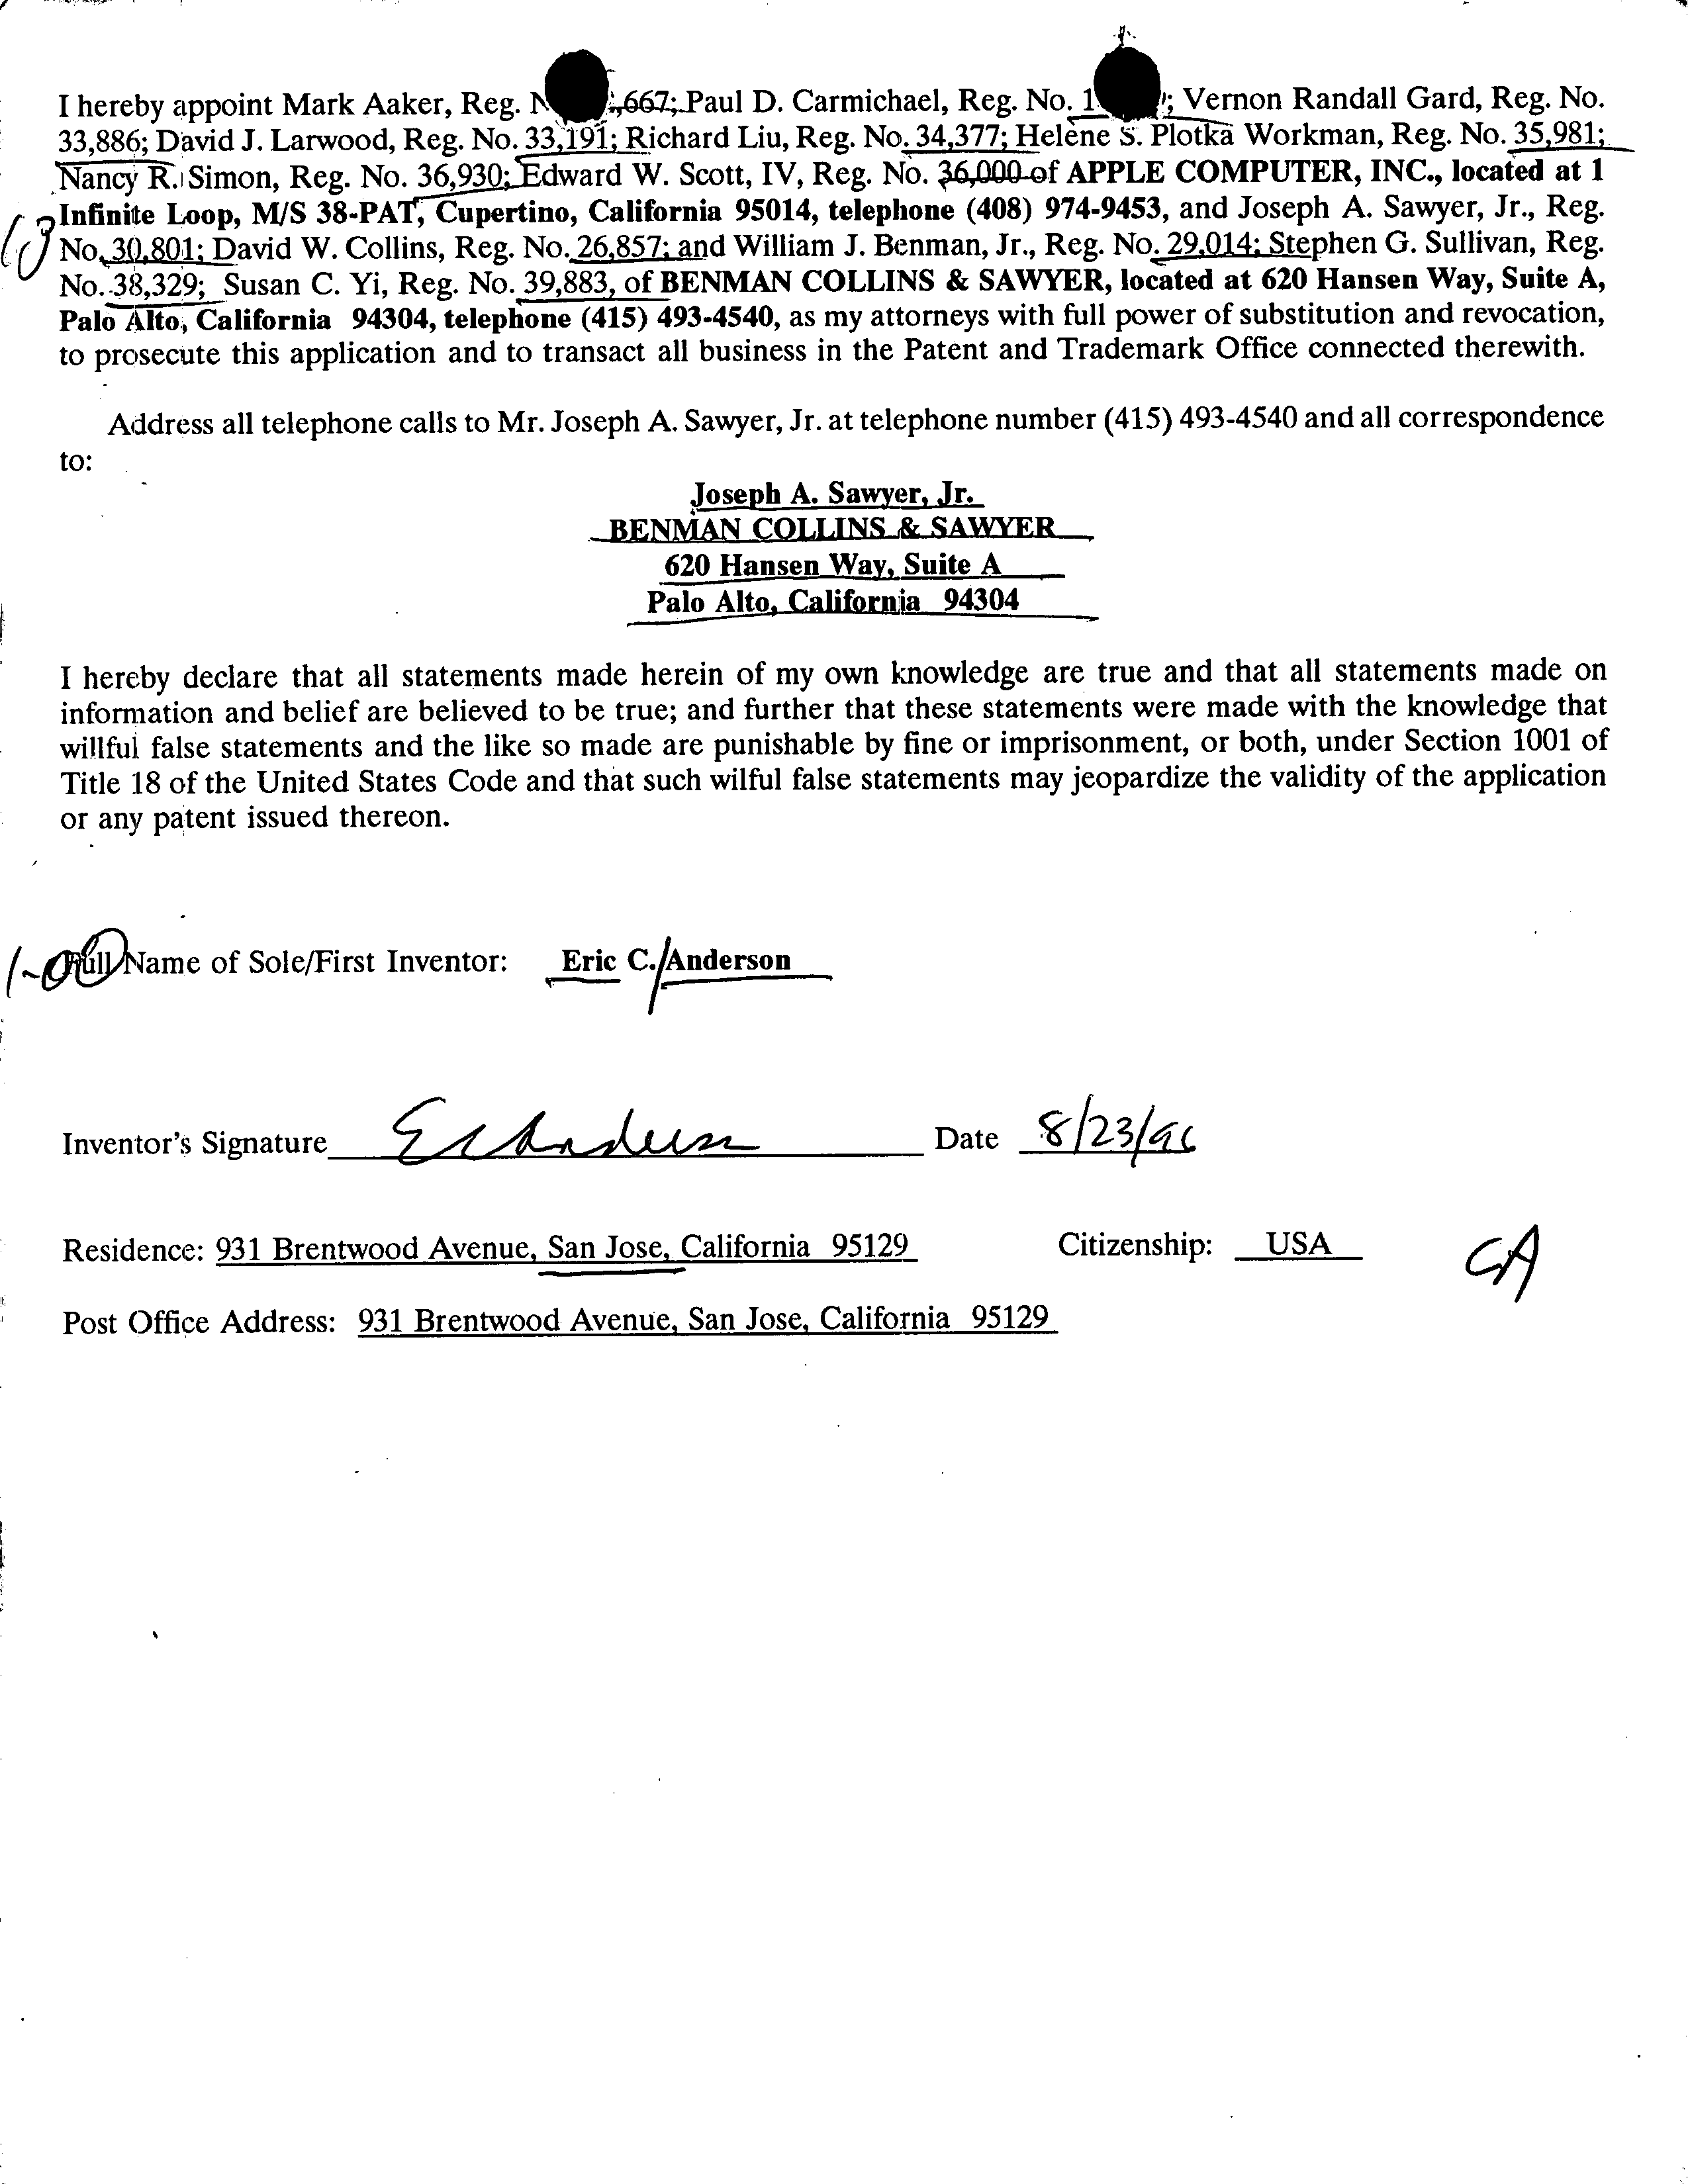 I hereby appoint Mark Aaker, Reg. ,667; Paul D. Carmichael, Reg. No. ; Vernon Randall Gard, Reg. No.
33,886; David J. Larwood, Reg. No. 33,191; Richard Liu, Reg. No. 34,377; Helene S. Plotka Workman, Reg. No. 35,981;
Nancy R. Simon, Reg. No. 36,930; Edward W. Scott, IV, Reg. No. 36,000 of APPLE COMPUTER, INC., located at 1
Infinite Loop, M/S 38-PAT, Cupertino, California 95014, telephone (408) 974-9453, and Joseph A. Sawyer, Jr., Reg.
No. 30,801; David W. Collins, Reg. No. 26,857; and William J. Benman, Jr., Reg. No. 29,014; Stephen G. Sullivan, Reg.
No. 38,329; Susan C. Yi, Reg. No. 39,883, of BENMAN COLLINS & SAWYER, located at 620 Hansen Way, Suite A,
Palo Alto, California 94304, telephone (415) 493-4540, as my attorneys with full power of substitution and revocation,
to prosecute this application and to transact all business in the Patent and Trademark Office connected therewith.
Address all telephone calls to Mr. Joseph A. Sawyer, Jr. at telephone number (415) 493-4540 and all correspondence
to:
Joseph A. Sawyer, Jr.
BENMAN COLLINS & SAWYER
620 Hansen Way, Suite A
Palo Alto, California 94304
I hereby declare that all statements made herein of my own knowledge are true and that all statements made on
information and belief are believed to be true; and further that these statements were made with the knowledge that
willful false statements and the like so made are punishable by fine or imprisonment, or both, under Section 1001 of
Title 18 of the United States Code and that such wilful false statements may jeopardize the validity of the application
or any patent issued thereon.
1-00 Full Name of Sole/First Inventor: Eric C. Anderson
Inventor's Signature Date 8/23/96
Residence: 931 Brentwood Avenue, San Jose, California 95129 Citizenship: USA CA
Post Office Address: 931 Brentwood Avenue, San Jose, California 95129